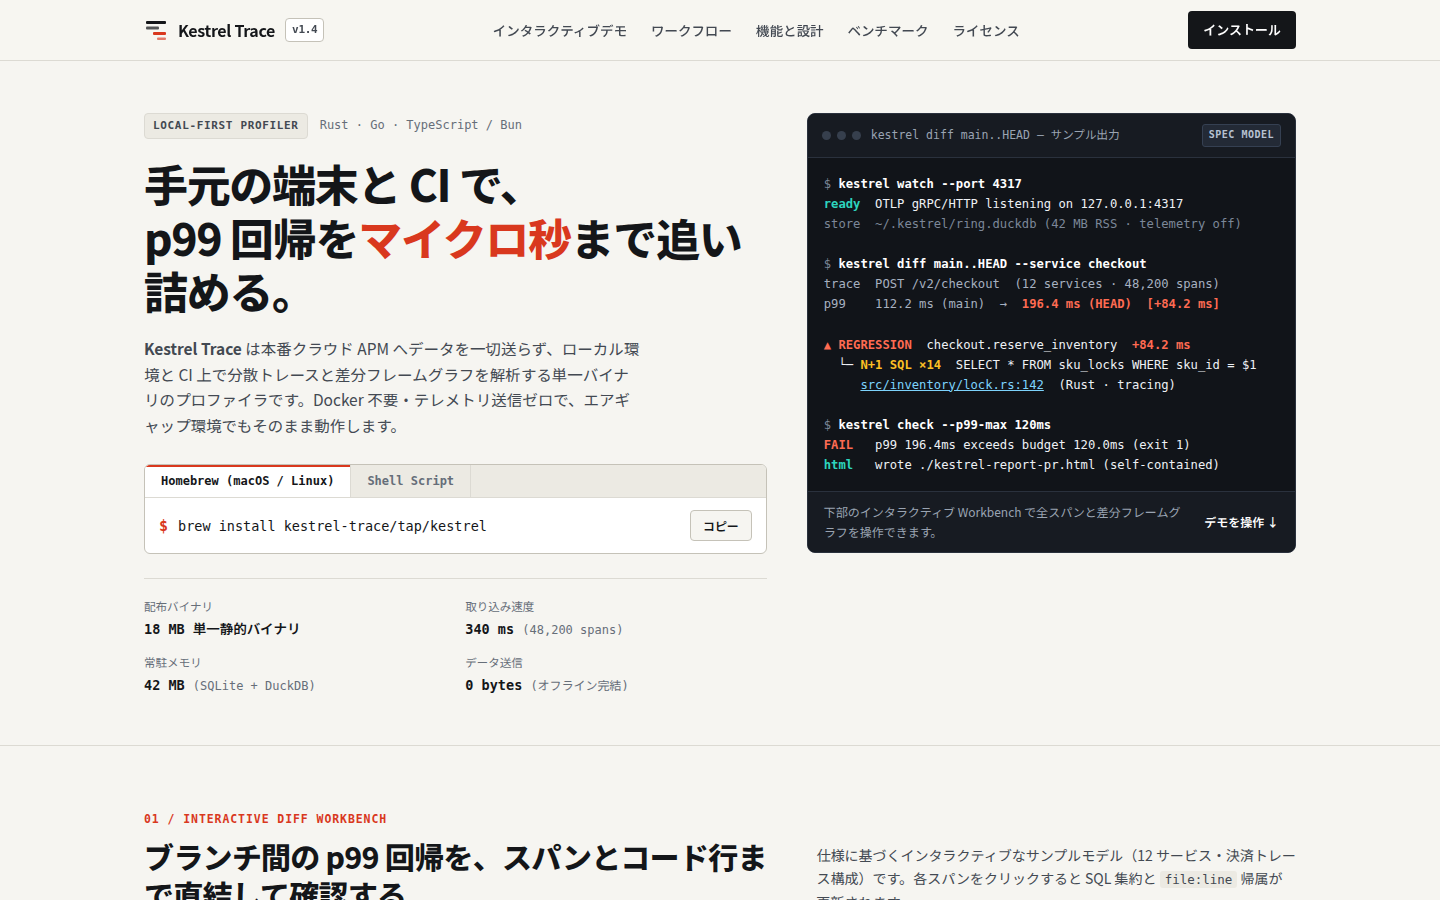 Kestrel Trace v1.4 インタラクティブデモ ワークフロー 機能と設計 ベンチマーク ライセンス インストール
LOCAL-FIRST PROFILER Rust · Go · TypeScript / Bun
手元の端末と CI で、
p99 回帰をマイクロ秒まで追い
詰める。
Kestrel Trace は本番クラウド APM へデータを一切送らず、ローカル環
境と CI 上で分散トレースと差分フレームグラフを解析する単一バイナ
リのプロファイラです。Docker 不要・テレメトリ送信ゼロで、エアギ
ャップ環境でもそのまま動作します。
Homebrew (macOS / Linux) Shell Script
$ brew install kestrel-trace/tap/kestrel コピー
配布バイナリ
18 MB 単一静的バイナリ
取り込み速度
340 ms (48,200 spans)
常駐メモリ
42 MB (SQLite + DuckDB)
データ送信
0 bytes (オフライン完結)
kestrel diff main..HEAD — サンプル出力 SPEC MODEL
$ kestrel watch --port 4317
ready OTLP gRPC/HTTP listening on 127.0.0.1:4317
store ~/.kestrel/ring.duckdb (42 MB RSS · telemetry off)
$ kestrel diff main..HEAD --service checkout
trace POST /v2/checkout (12 services · 48,200 spans)
p99 112.2 ms (main) → 196.4 ms (HEAD) [+84.2 ms]
▲ REGRESSION checkout.reserve_inventory +84.2 ms
└─ N+1 SQL ×14 SELECT * FROM sku_locks WHERE sku_id = $1
src/inventory/lock.rs:142 (Rust · tracing)
$ kestrel check --p99-max 120ms
FAIL p99 196.4ms exceeds budget 120.0ms (exit 1)
html wrote ./kestrel-report-pr.html (self-contained)
下部のインタラクティブ Workbench で全スパンと差分フレームグ
ラフを操作できます。
デモを操作 ↓
01 / INTERACTIVE DIFF WORKBENCH
ブランチ間の p99 回帰を、スパンとコード行ま
で直結して確認する
仕様に基づくインタラクティブなサンプルモデル（12 サービス・決済トレー
ス構成）です。各スパンをクリックすると SQL 集約と file:line 帰属が
更新されます